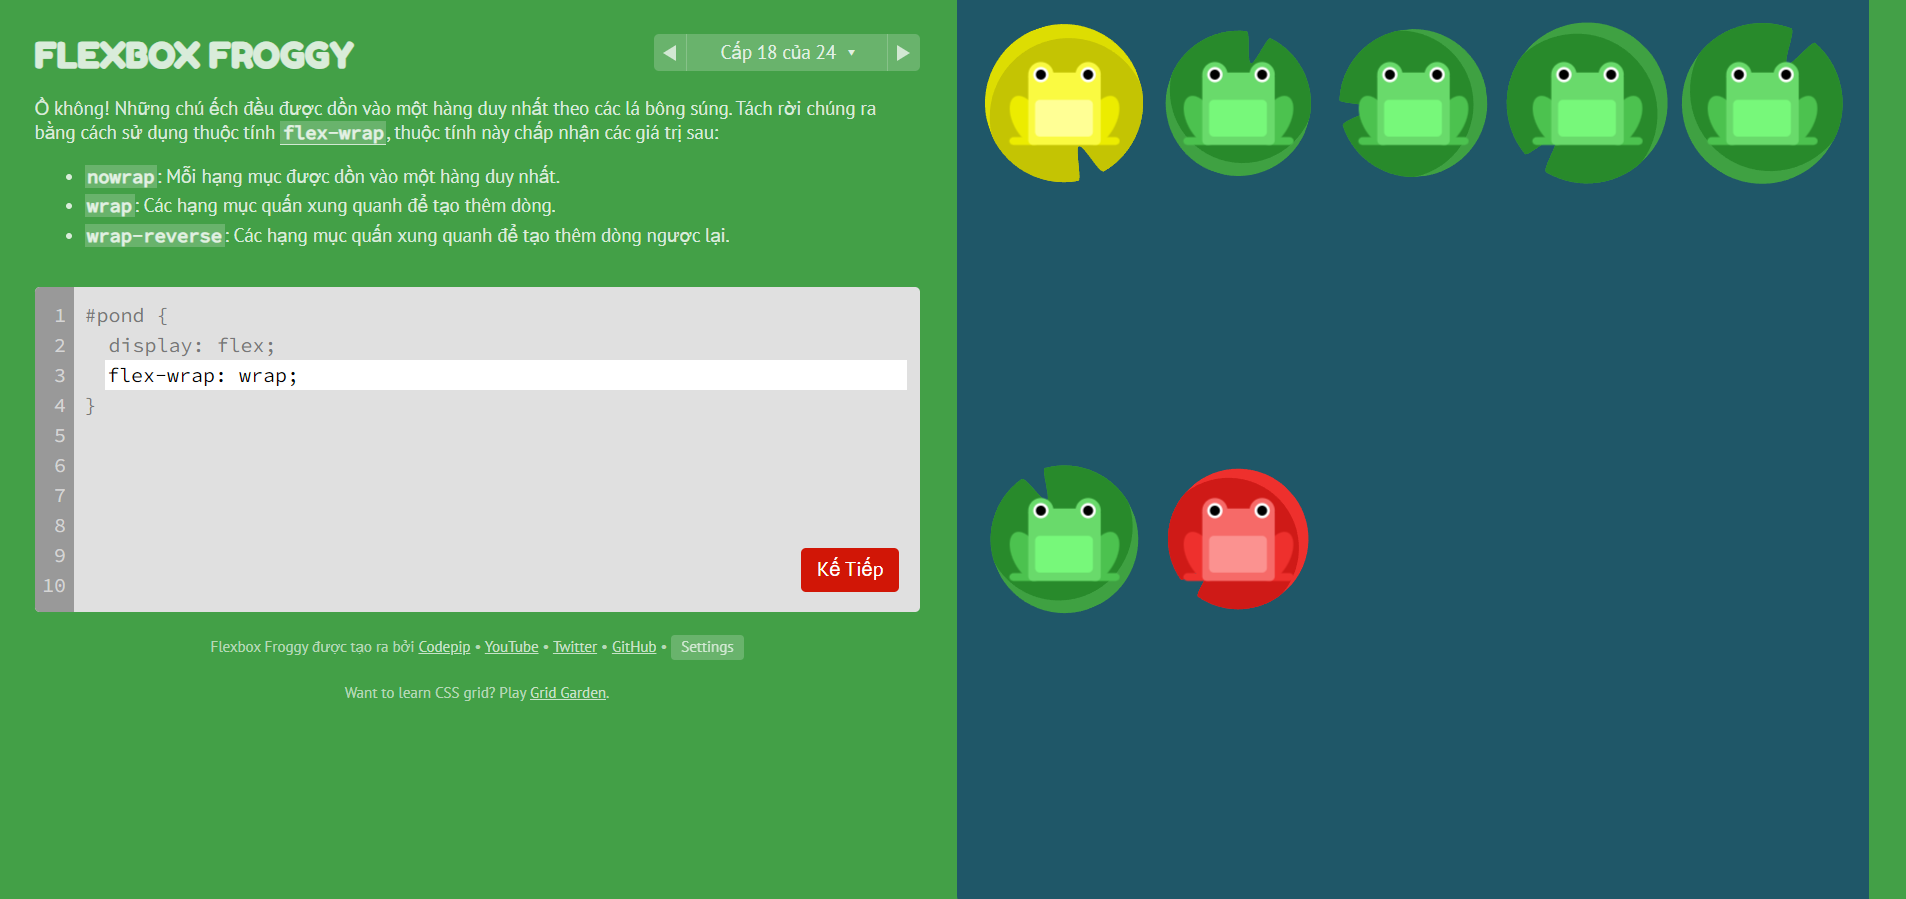 FLEXBOX FROGGY
Cấp 18 của 24
Ồ không! Những chú ếch đều được dồn vào một hàng duy nhất theo các lá bông súng. Tách rời chúng ra
bằng cách sử dụng thuộc tính flex-wrap, thuộc tính này chấp nhận các giá trị sau:
• nowrap: Mỗi hạng mục được dồn vào một hàng duy nhất.
• wrap: Các hạng mục quấn xung quanh để tạo thêm dòng.
• wrap-reverse: Các hạng mục quấn xung quanh để tạo thêm dòng ngược lại.
1 #pond {
2 display: flex;
3 flex-wrap: wrap;
4 }
5
6
7
8
9
10
Kế Tiếp
Flexbox Froggy được tạo ra bởi Codepip • YouTube • Twitter • GitHub • Settings
Want to learn CSS grid? Play Grid Garden.